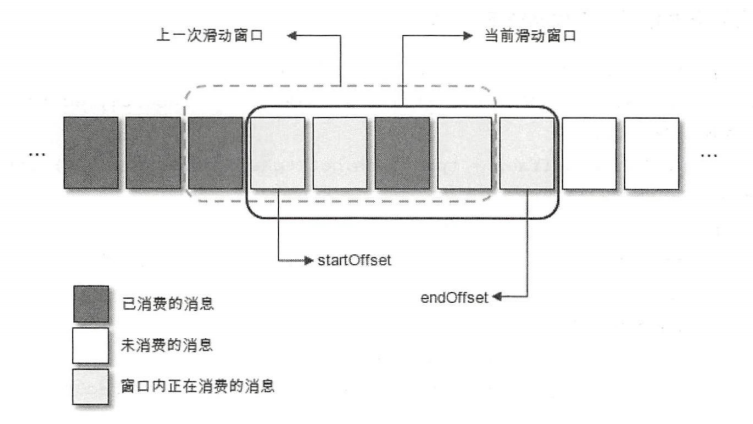 上一次滑动窗口
当前滑动窗口
...
...
startOffset
endOffset
已消费的消息
未消费的消息
窗口内正在消费的消息